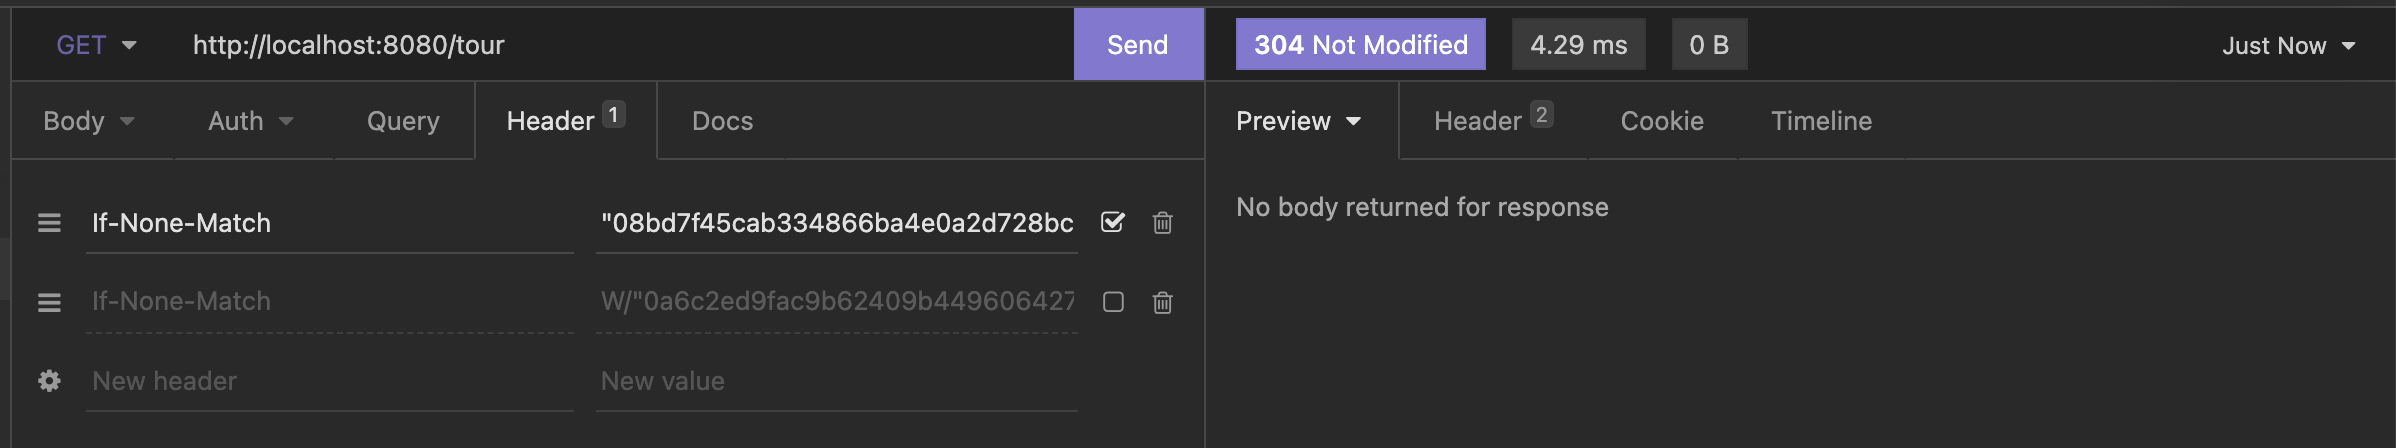 GET http://localhost:8080/tour Send 304 Not Modified 4.29 ms 0 B Just Now
Body Auth Query Header 1 Docs Preview Header 2 Cookie Timeline
If-None-Match "08bd7f45cab334866ba4e0a2d728bc No body returned for response
If-None-Match W/"0a6c2ed9fac9b62409b449606427
New header New value